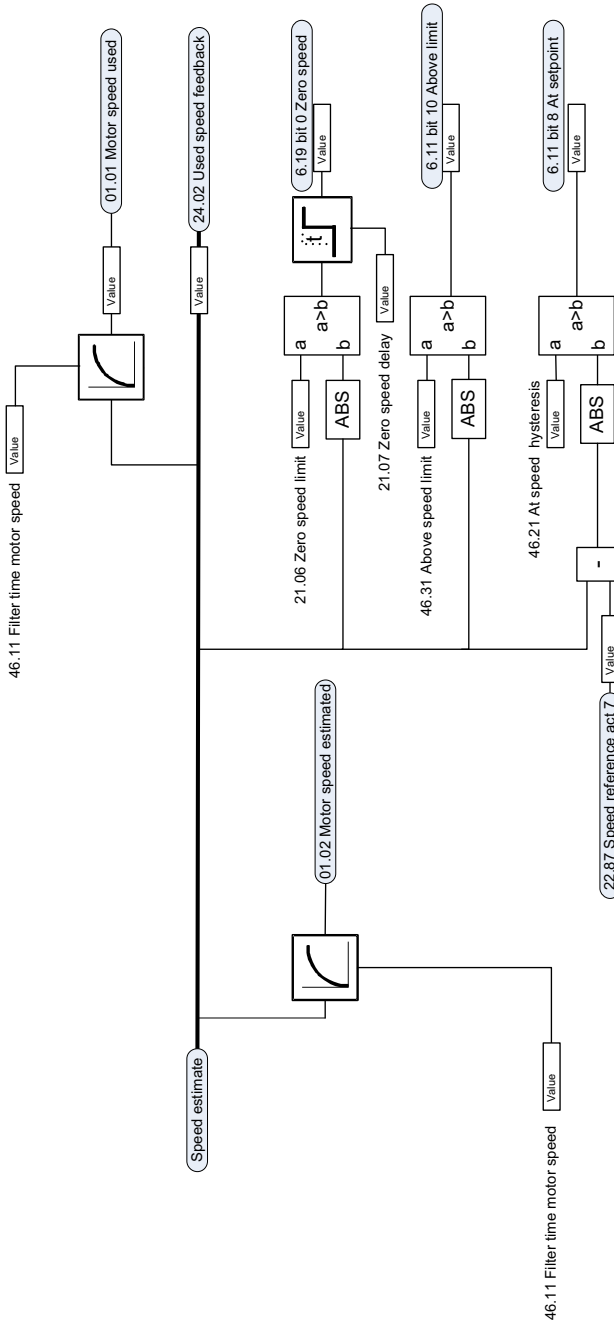 46.11 Filter time motor speed
Value
Value
01.01 Motor speed used
Speed estimate
Value
24.02 Used speed feedback
01.02 Motor speed estimated
46.11 Filter time motor speed
Value
21.06 Zero speed limit
Value
a
a>b
b
ABS
21.07 Zero speed delay
Value
t
Value
6.19 bit 0 Zero speed
46.31 Above speed limit
Value
a
a>b
b
ABS
Value
6.11 bit 10 Above limit
46.21 At speed hysteresis
Value
a
a>b
b
ABS
-
Value
22.87 Speed reference act 7
Value
6.11 bit 8 At setpoint